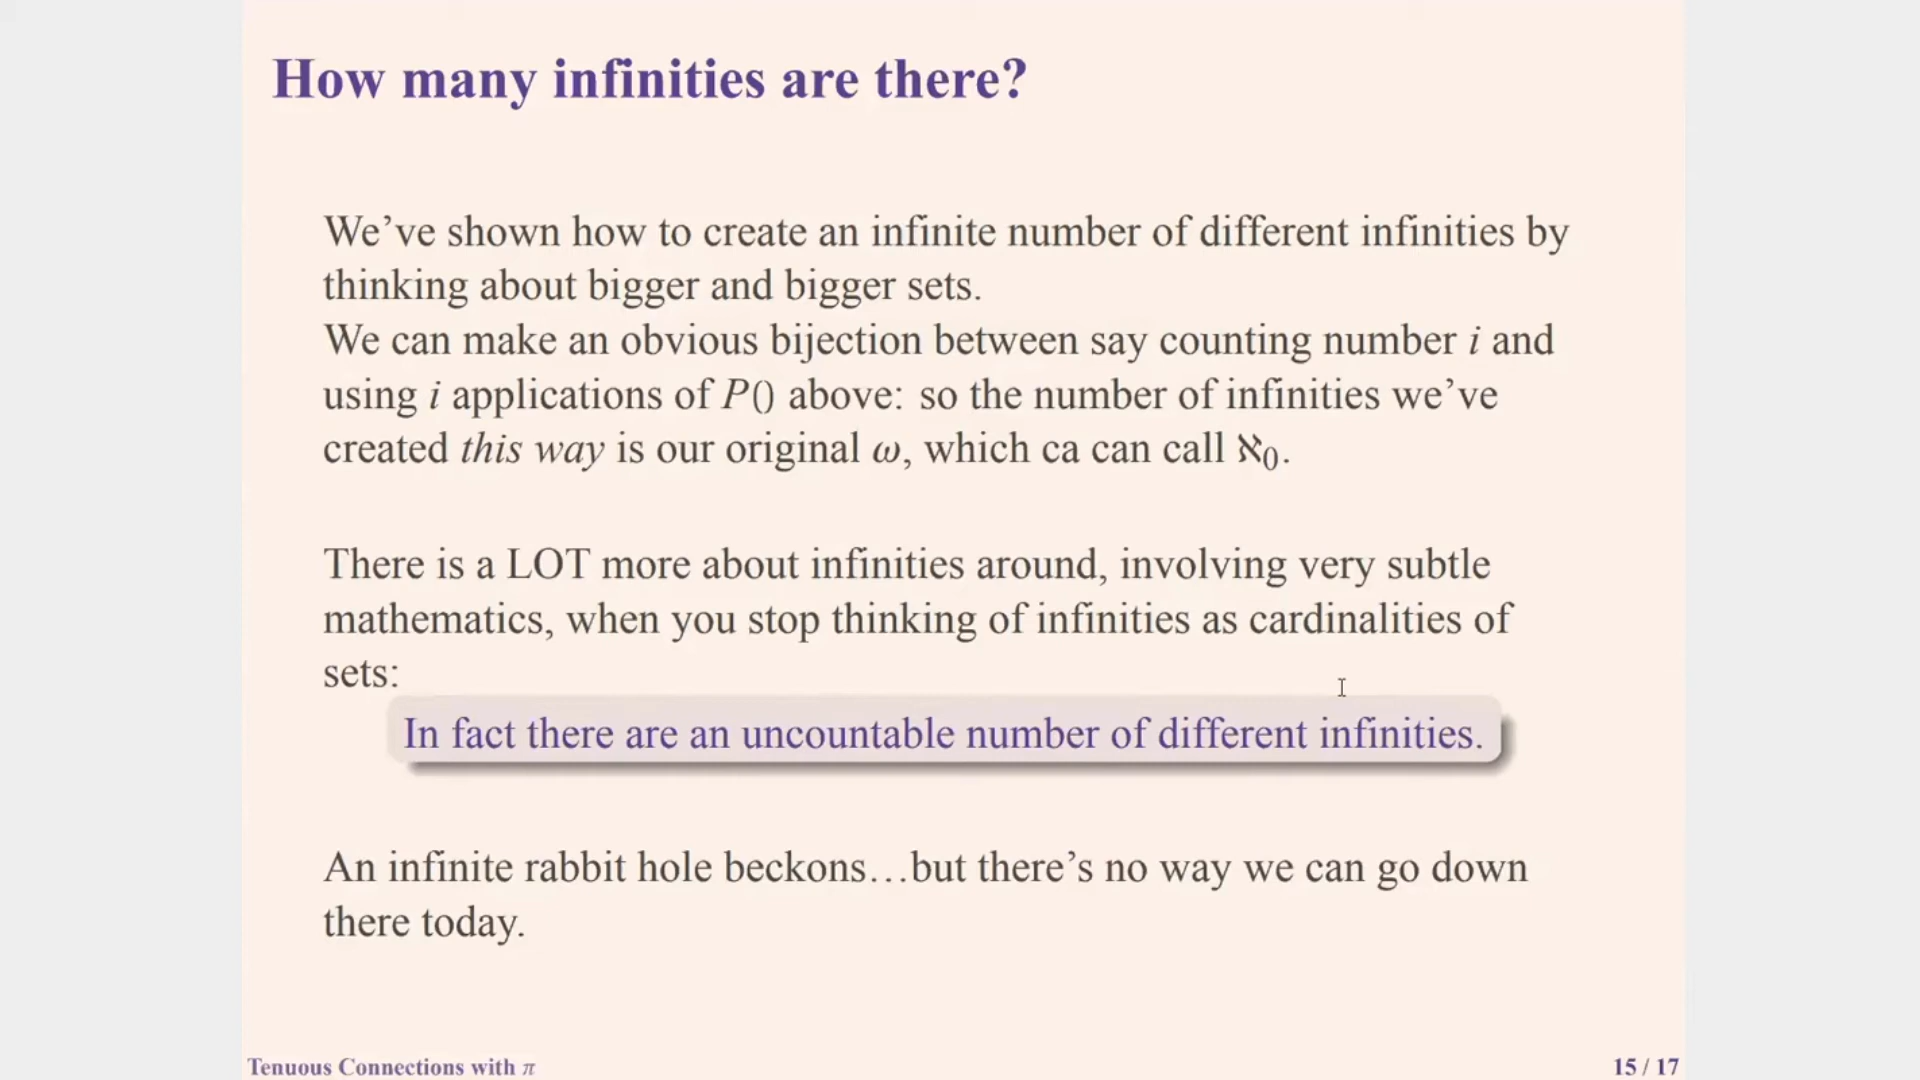 How many infinities are there?
We’ve shown how to create an infinite number of different infinities by
thinking about bigger and bigger sets.
We can make an obvious bijection between say counting number i and
using i applications of P() above: so the number of infinities we’ve
created this way is our original ω, which ca can call ℵ₀.
There is a LOT more about infinities around, involving very subtle
mathematics, when you stop thinking of infinities as cardinalities of
sets:
In fact there are an uncountable number of different infinities.
An infinite rabbit hole beckons…but there’s no way we can go down
there today.
Tenuous Connections with π
15 / 17